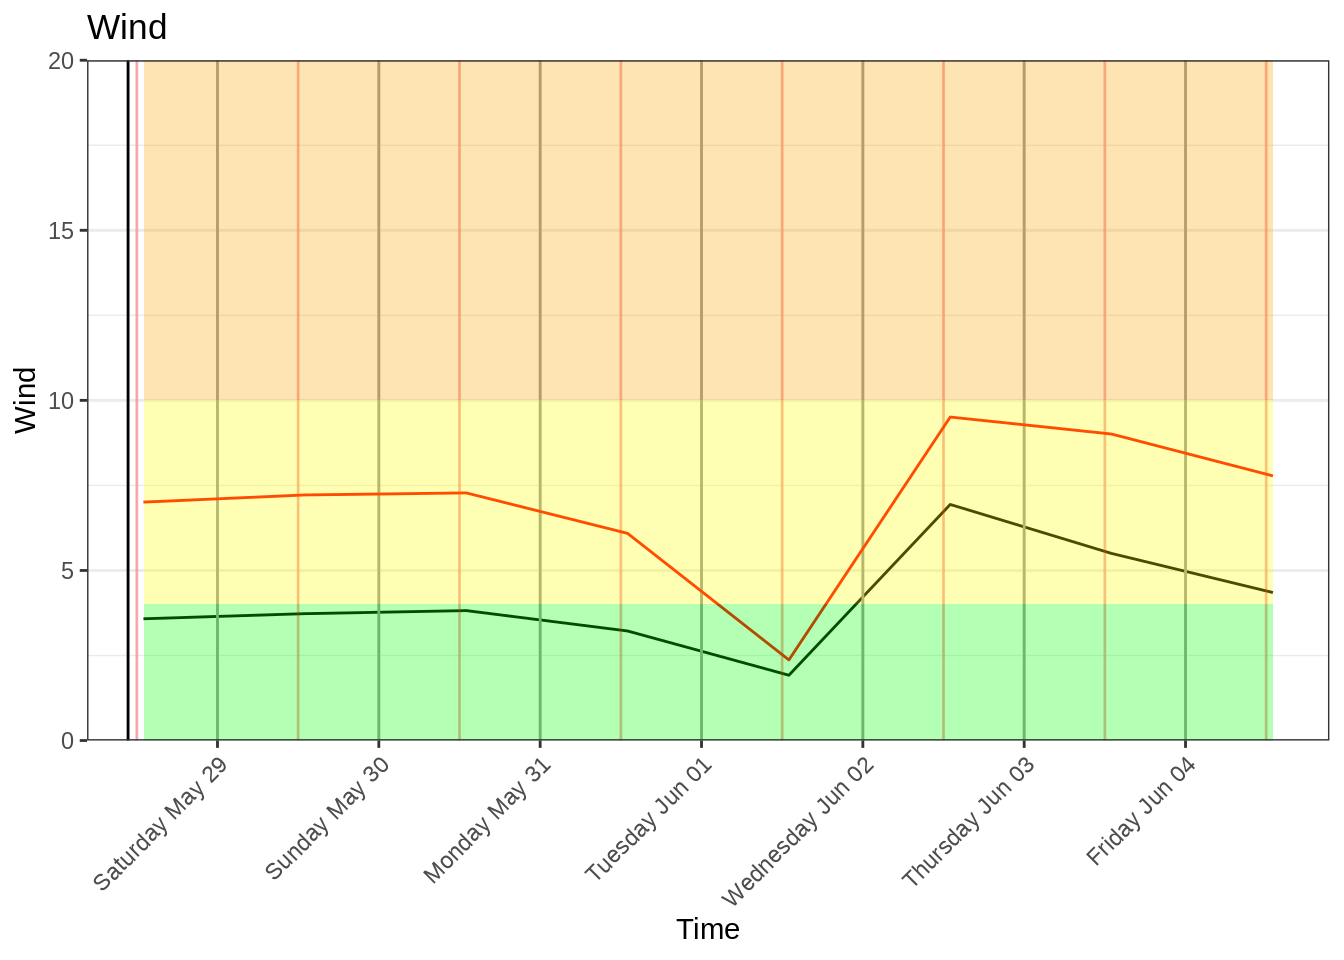 Wind
20
15
10
5
0
Wind
Saturday May 29
Sunday May 30
Monday May 31
Tuesday Jun 01
Wednesday Jun 02
Thursday Jun 03
Friday Jun 04
Time